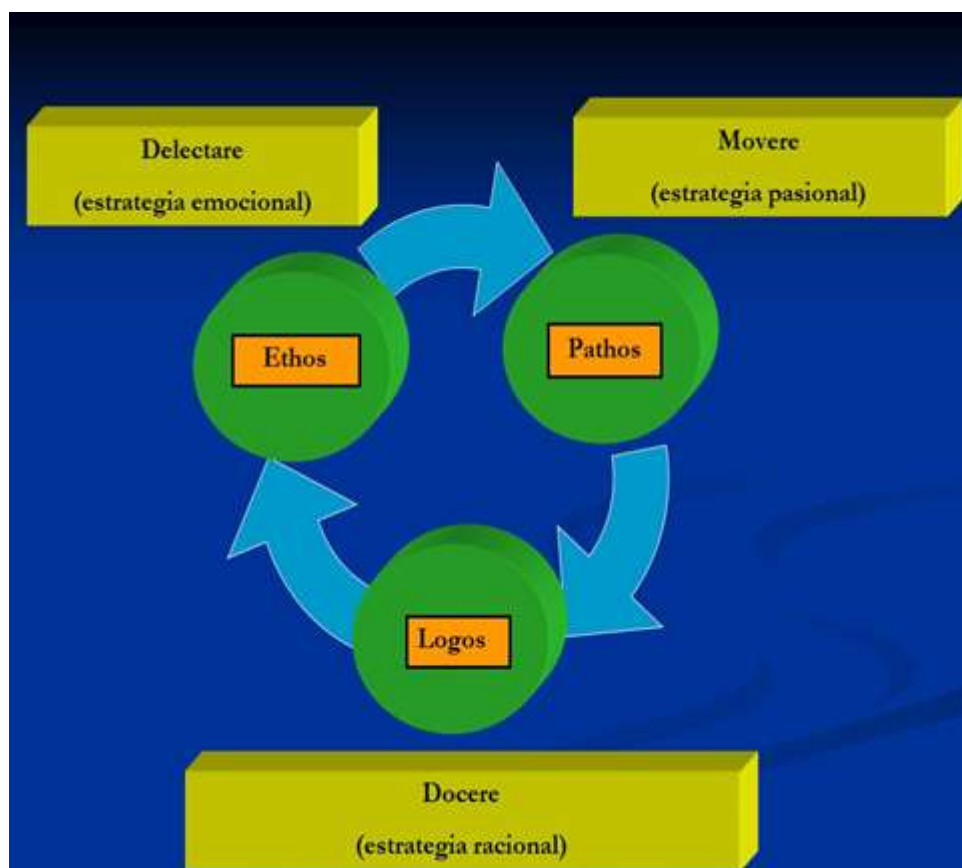 Delectare
(estrategia emocional)
Movere
(estrategia pasional)
Ethos
Pathos
Logos
Docere
(estrategia racional)